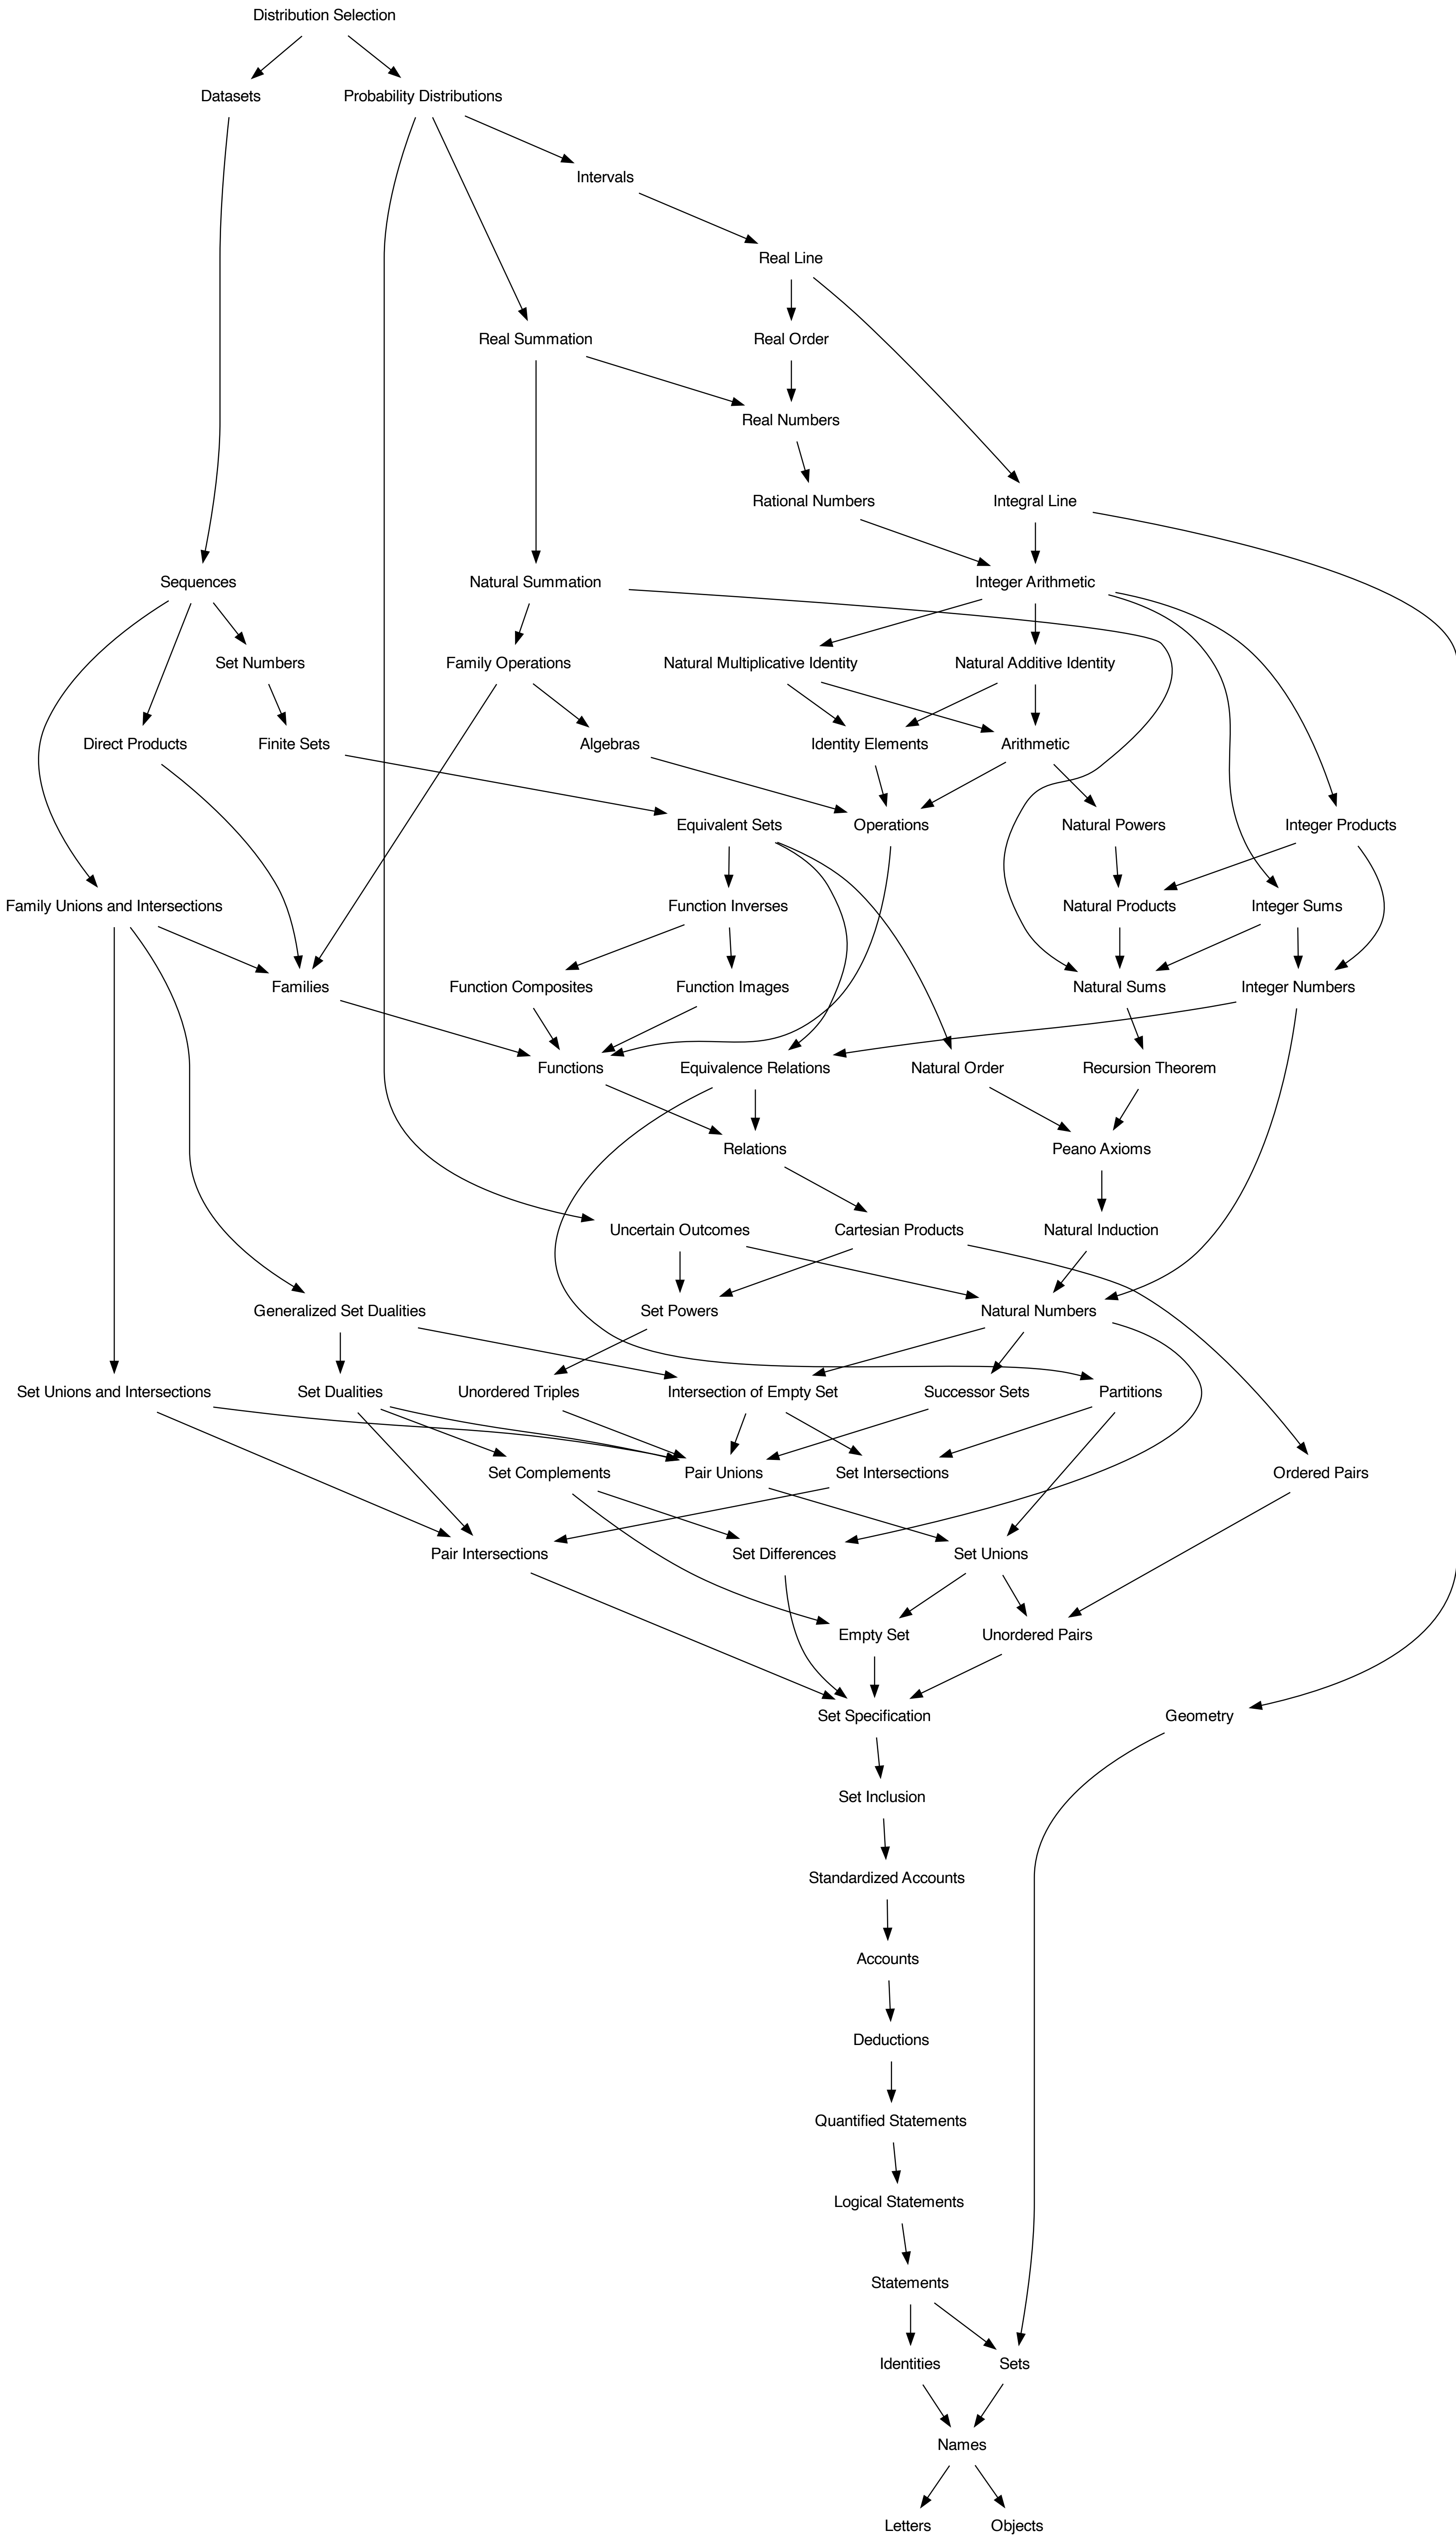 Distribution Selection
Datasets
Probability Distributions
Intervals
Real Line
Real Summation
Real Order
Real Numbers
Rational Numbers
Integral Line
Sequences
Natural Summation
Integer Arithmetic
Set Numbers
Family Operations
Natural Multiplicative Identity
Natural Additive Identity
Direct Products
Finite Sets
Algebras
Identity Elements
Arithmetic
Equivalent Sets
Operations
Natural Powers
Integer Products
Family Unions and Intersections
Function Inverses
Natural Products
Integer Sums
Families
Function Composites
Function Images
Natural Sums
Integer Numbers
Functions
Equivalence Relations
Natural Order
Recursion Theorem
Relations
Peano Axioms
Uncertain Outcomes
Cartesian Products
Natural Induction
Generalized Set Dualities
Set Powers
Natural Numbers
Set Unions and Intersections
Set Dualities
Unordered Triples
Intersection of Empty Set
Successor Sets
Partitions
Set Complements
Pair Unions
Set Intersections
Ordered Pairs
Pair Intersections
Set Differences
Set Unions
Empty Set
Unordered Pairs
Set Specification
Geometry
Set Inclusion
Standardized Accounts
Accounts
Deductions
Quantified Statements
Logical Statements
Statements
Identities
Sets
Names
Letters
Objects